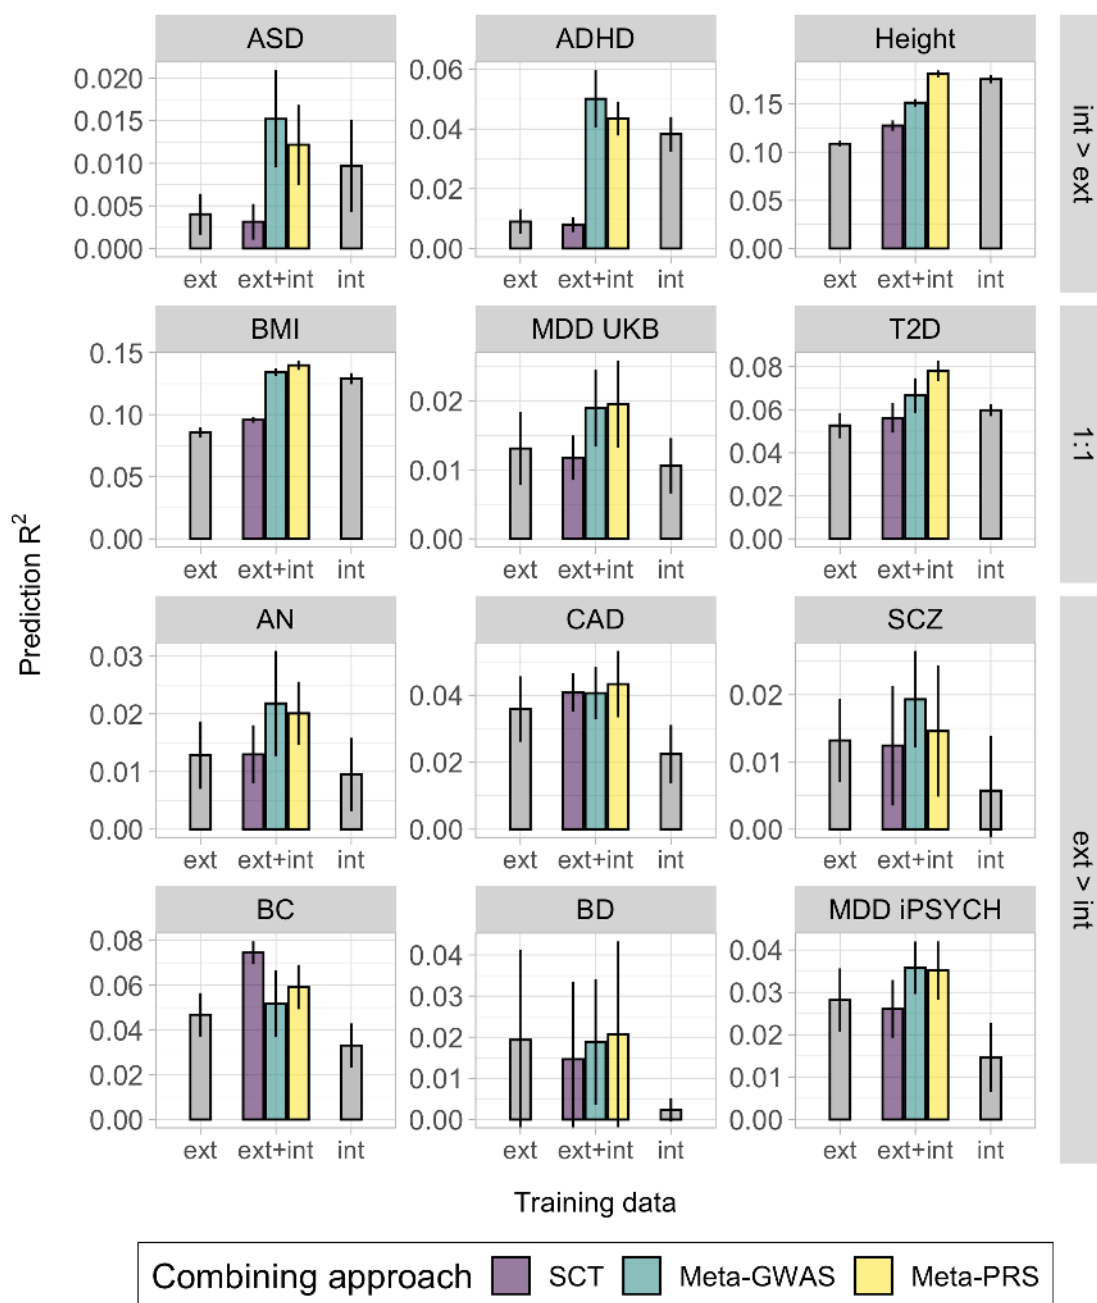 ASD ADHD Height
0.020 0.06
0.015 0.15
0.04
0.010 0.10
0.005 0.02 0.05
0.000 0.00 0.00
ext ext+int int ext ext+int int ext ext+int int
int > ext
BMI MDD UKB T2D
0.15 0.08
0.02
0.10 0.06
0.01 0.04
0.05
0.02
0.00 0.00 0.00
ext ext+int int ext ext+int int ext ext+int int
1:1
Prediction R²
AN CAD SCZ
0.03
0.04 0.02
0.02
0.02 0.01
0.01
0.00 0.00 0.00
ext ext+int int ext ext+int int ext ext+int int
ext > int
BC BD MDD iPSYCH
0.08 0.04 0.04
0.06 0.03 0.03
0.04 0.02 0.02
0.02 0.01 0.01
0.00 0.00 0.00
ext ext+int int ext ext+int int ext ext+int int
Training data
Combining approach SCT Meta-GWAS Meta-PRS